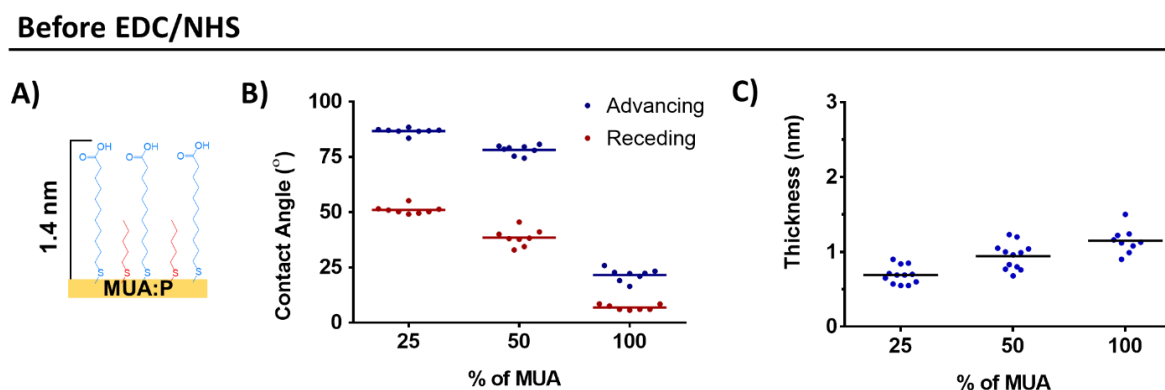 Before EDC/NHS
A)
OH
O
OH
O
OH
O
1.4 nm
S
S
S
S
S
MUA:P
B)
Contact Angle (º)
100
75
50
25
0
Advancing
Receding
25
50
100
% of MUA
C)
Thickness (nm)
3
2
1
0
25
50
100
% of MUA